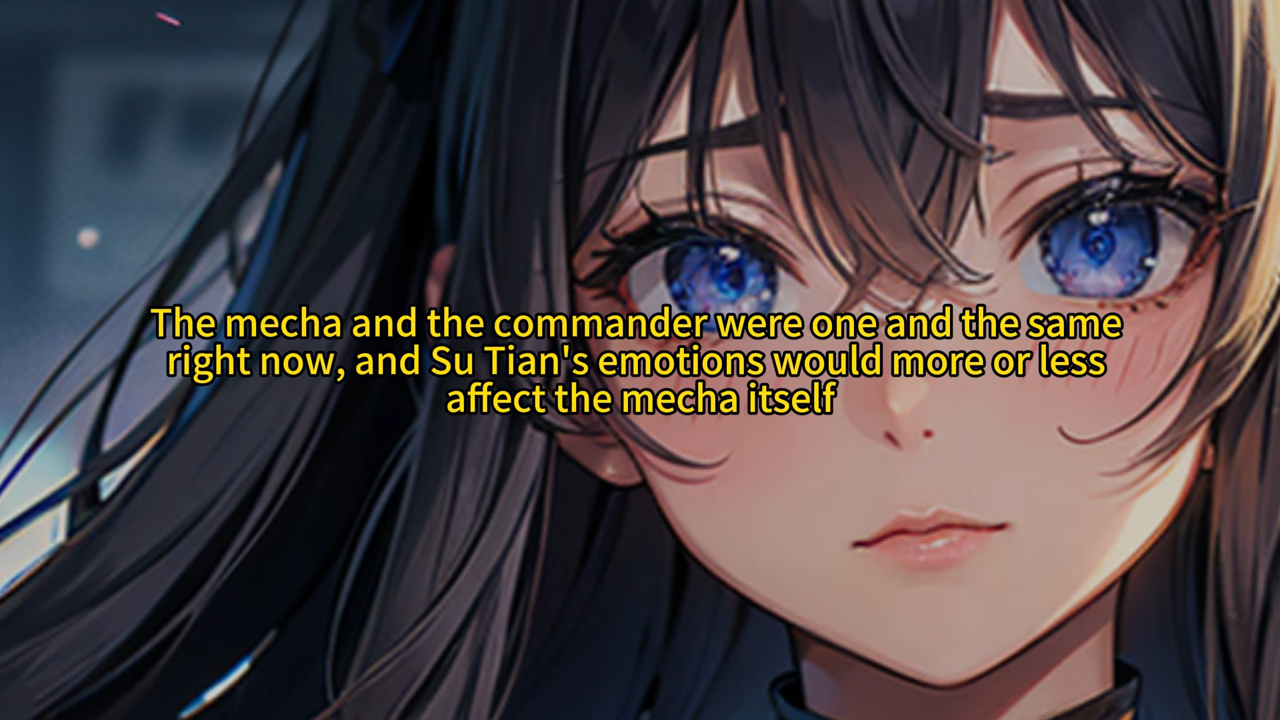 The mecha and the commander were one and the same
right now, and Su Tian's emotions would more or less
affect the mecha itself